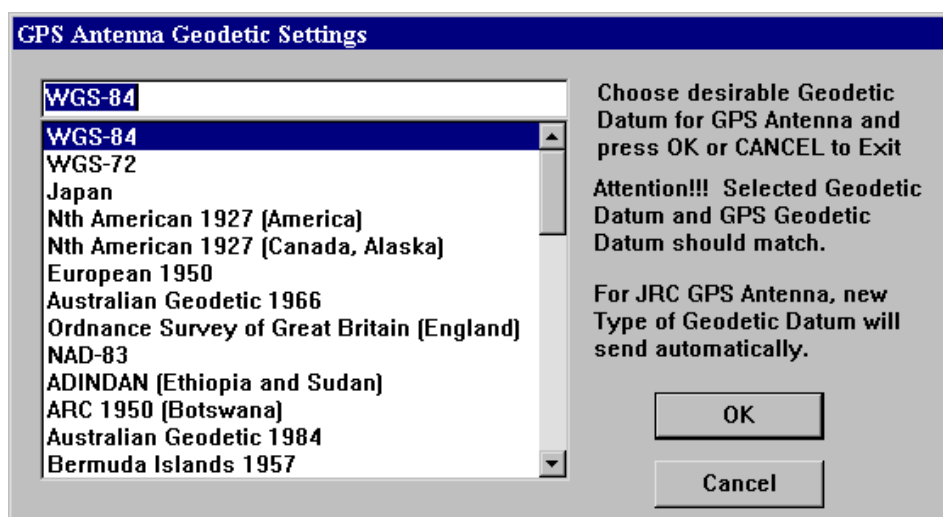 GPS Antenna Geodetic Settings
WGS-84
WGS-84
WGS-72
Japan
Nth American 1927 (America)
Nth American 1927 (Canada, Alaska)
European 1950
Australian Geodetic 1966
Ordnance Survey of Great Britain (England)
NAD-83
ADINDAN (Ethiopia and Sudan)
ARC 1950 (Botswana)
Australian Geodetic 1984
Bermuda Islands 1957
Choose desirable Geodetic
Datum for GPS Antenna and
press OK or CANCEL to Exit
Attention!!! Selected Geodetic
Datum and GPS Geodetic
Datum should match.
For JRC GPS Antenna, new
Type of Geodetic Datum will
send automatically.
OK
Cancel